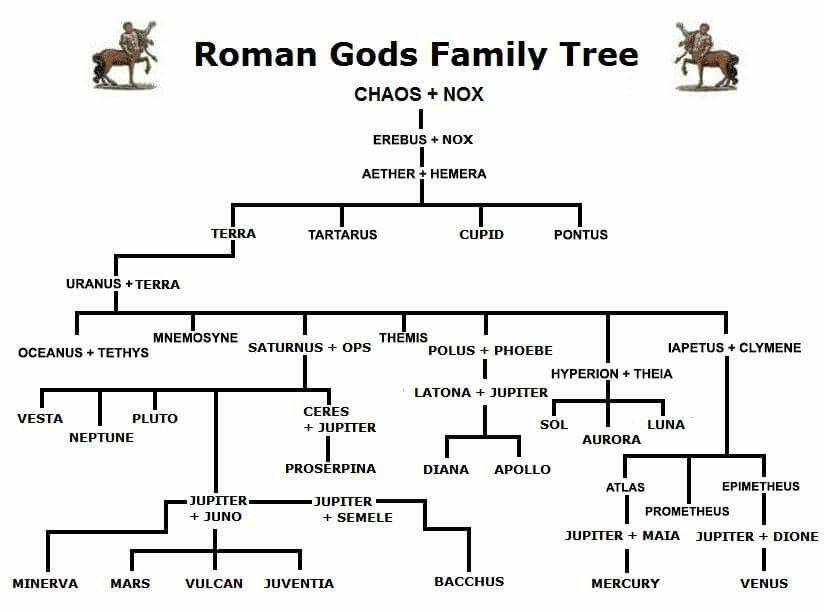 Roman Gods Family Tree
CHAOS + NOX
EREBUS + NOX
AETHER + HEMERA
TERRA
TARTARUS
CUPID
PONTUS
URANUS + TERRA
OCEANUS + TETHYS
MNEMOSYNE
SATURNUS + OPS
THEMIS
POLUS + PHOEBE
HYPERION + THEIA
IAPETUS + CLYMENE
LATONA + JUPITER
VESTA
NEPTUNE
PLUTO
CERES
+ JUPITER
SOL
AURORA
LUNA
PROSERPINA
DIANA
APOLLO
ATLAS
PROMETHEUS
EPIMETHEUS
JUPITER
+ JUNO
JUPITER
+ SEMELE
JUPITER + MAIA
JUPITER + DIONE
MINERVA
MARS
VULCAN
JUVENTIA
BACCHUS
MERCURY
VENUS